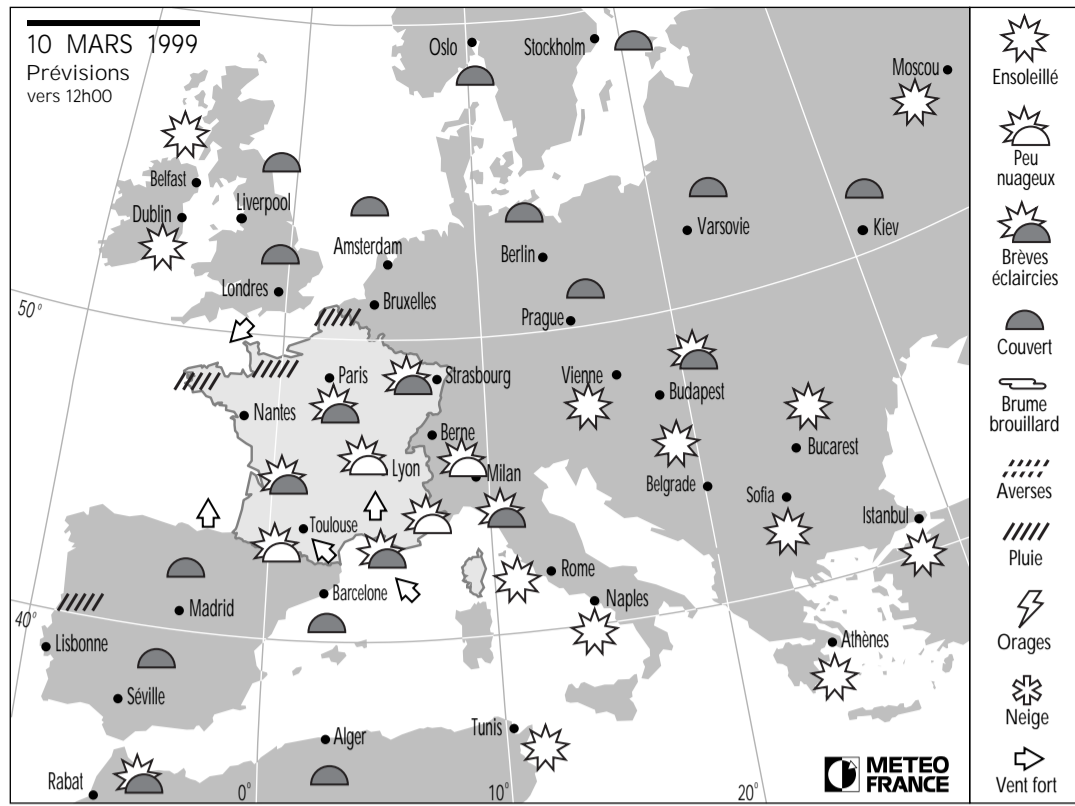 10 MARS 1999
Prévisions
vers 12h00
Oslo
Stockholm
Moscou
Belfast
Dublin
Liverpool
Amsterdam
Londres
Bruxelles
Berlin
Varsovie
Kiev
Prague
50°
Paris
Strasbourg
Vienne
Budapest
Nantes
Berne
Bucarest
Lyon
Milan
Belgrade
Sofia
Istanbul
Toulouse
Rome
Barcelone
Naples
Madrid
40°
Lisbonne
Athènes
Séville
Alger
Tunis
Rabat
0°
10°
20°
METEO
FRANCE
Ensoleillé
Peu
nuageux
Brèves
éclaircies
Couvert
Brume
brouillard
Averses
Pluie
Orages
Neige
Vent fort